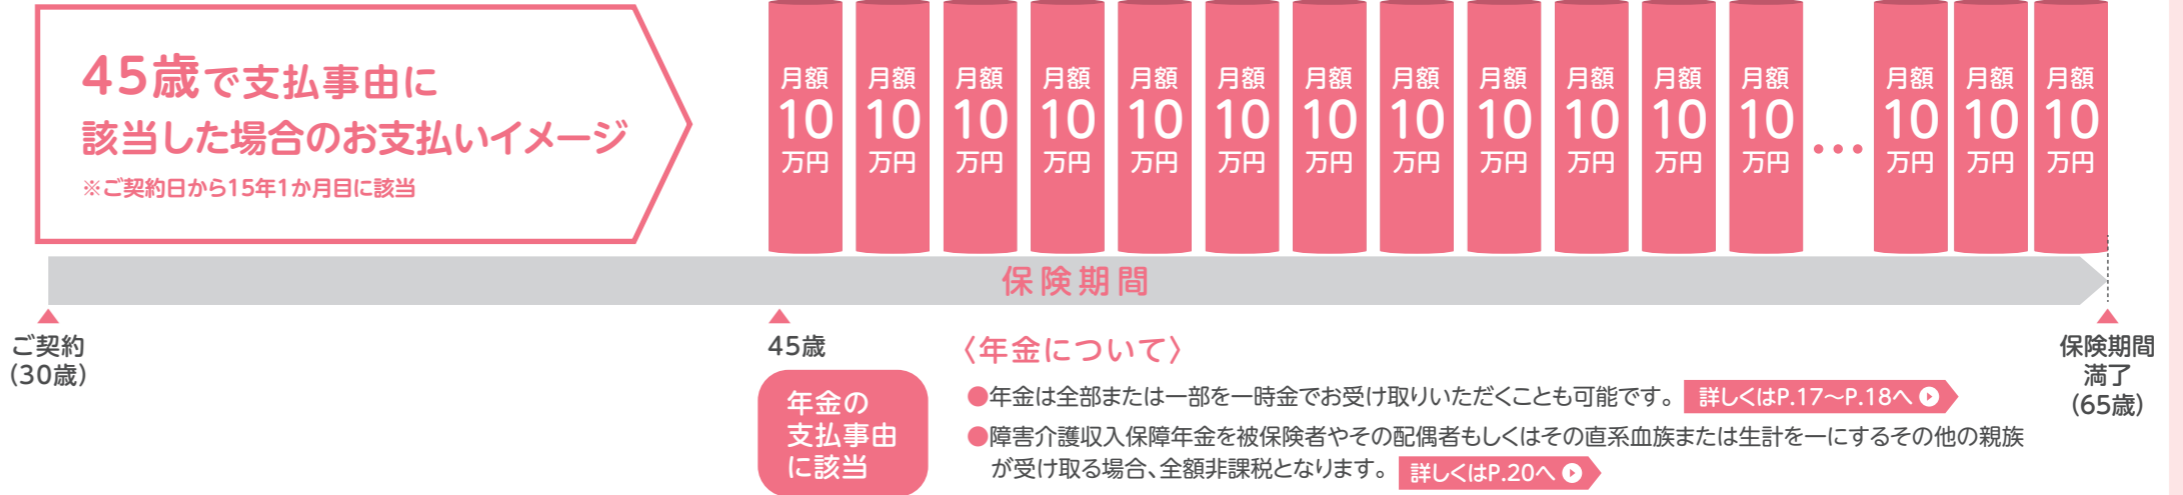 45歳で支払事由に
該当した場合のお支払いイメージ
※ご契約日から15年1か月目に該当
月額 月額 月額 月額 月額 月額 月額 月額 月額 月額 月額 月額 月額 月額 月額
10 10 10 10 10 10 10 10 10 10 10 10 … 10 10 10
万円 万円 万円 万円 万円 万円 万円 万円 万円 万円 万円 万円 万円 万円 万円
保険期間
ご契約
(30歳)
45歳
年金の
支払事由
に該当
〈年金について〉
●年金は全部または一部を一時金でお受け取りいただくことも可能です。 詳しくはP.17〜P.18へ
●障害介護収入保障年金を被保険者やその配偶者もしくはその直系血族または生計を一にするその他の親族
が受け取る場合、全額非課税となります。 詳しくはP.20へ
保険期間
満了
(65歳)